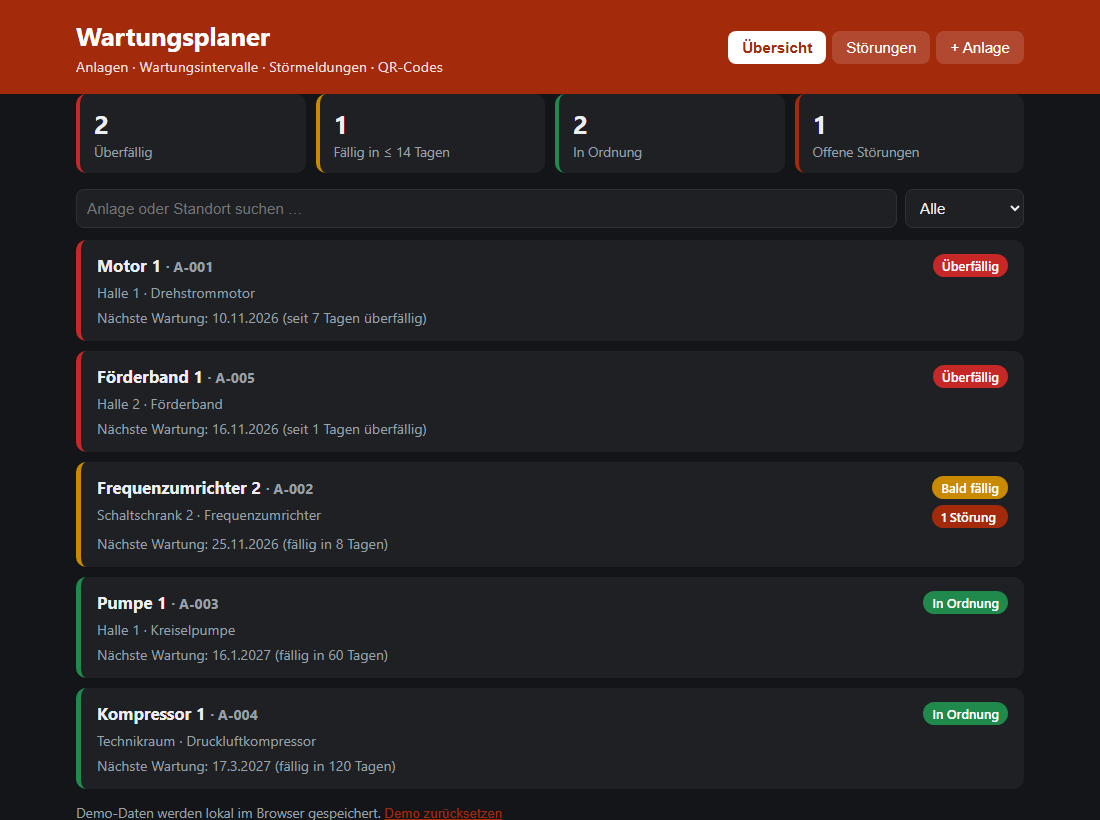 Wartungsplaner
Anlagen · Wartungsintervalle · Störmeldungen · QR-Codes
Übersicht
Störungen
+ Anlage
2
Überfällig
1
Fällig in ≤ 14 Tagen
2
In Ordnung
1
Offene Störungen
Anlage oder Standort suchen …
Alle
Motor 1 · A-001
Überfällig
Halle 1 · Drehstrommotor
Nächste Wartung: 10.11.2026 (seit 7 Tagen überfällig)
Förderband 1 · A-005
Überfällig
Halle 2 · Förderband
Nächste Wartung: 16.11.2026 (seit 1 Tagen überfällig)
Frequenzumrichter 2 · A-002
Bald fällig
Schaltschrank 2 · Frequenzumrichter
1 Störung
Nächste Wartung: 25.11.2026 (fällig in 8 Tagen)
Pumpe 1 · A-003
In Ordnung
Halle 1 · Kreiselpumpe
Nächste Wartung: 16.1.2027 (fällig in 60 Tagen)
Kompressor 1 · A-004
In Ordnung
Technikraum · Druckluftkompressor
Nächste Wartung: 17.3.2027 (fällig in 120 Tagen)
Demo-Daten werden lokal im Browser gespeichert. Demo zurücksetzen